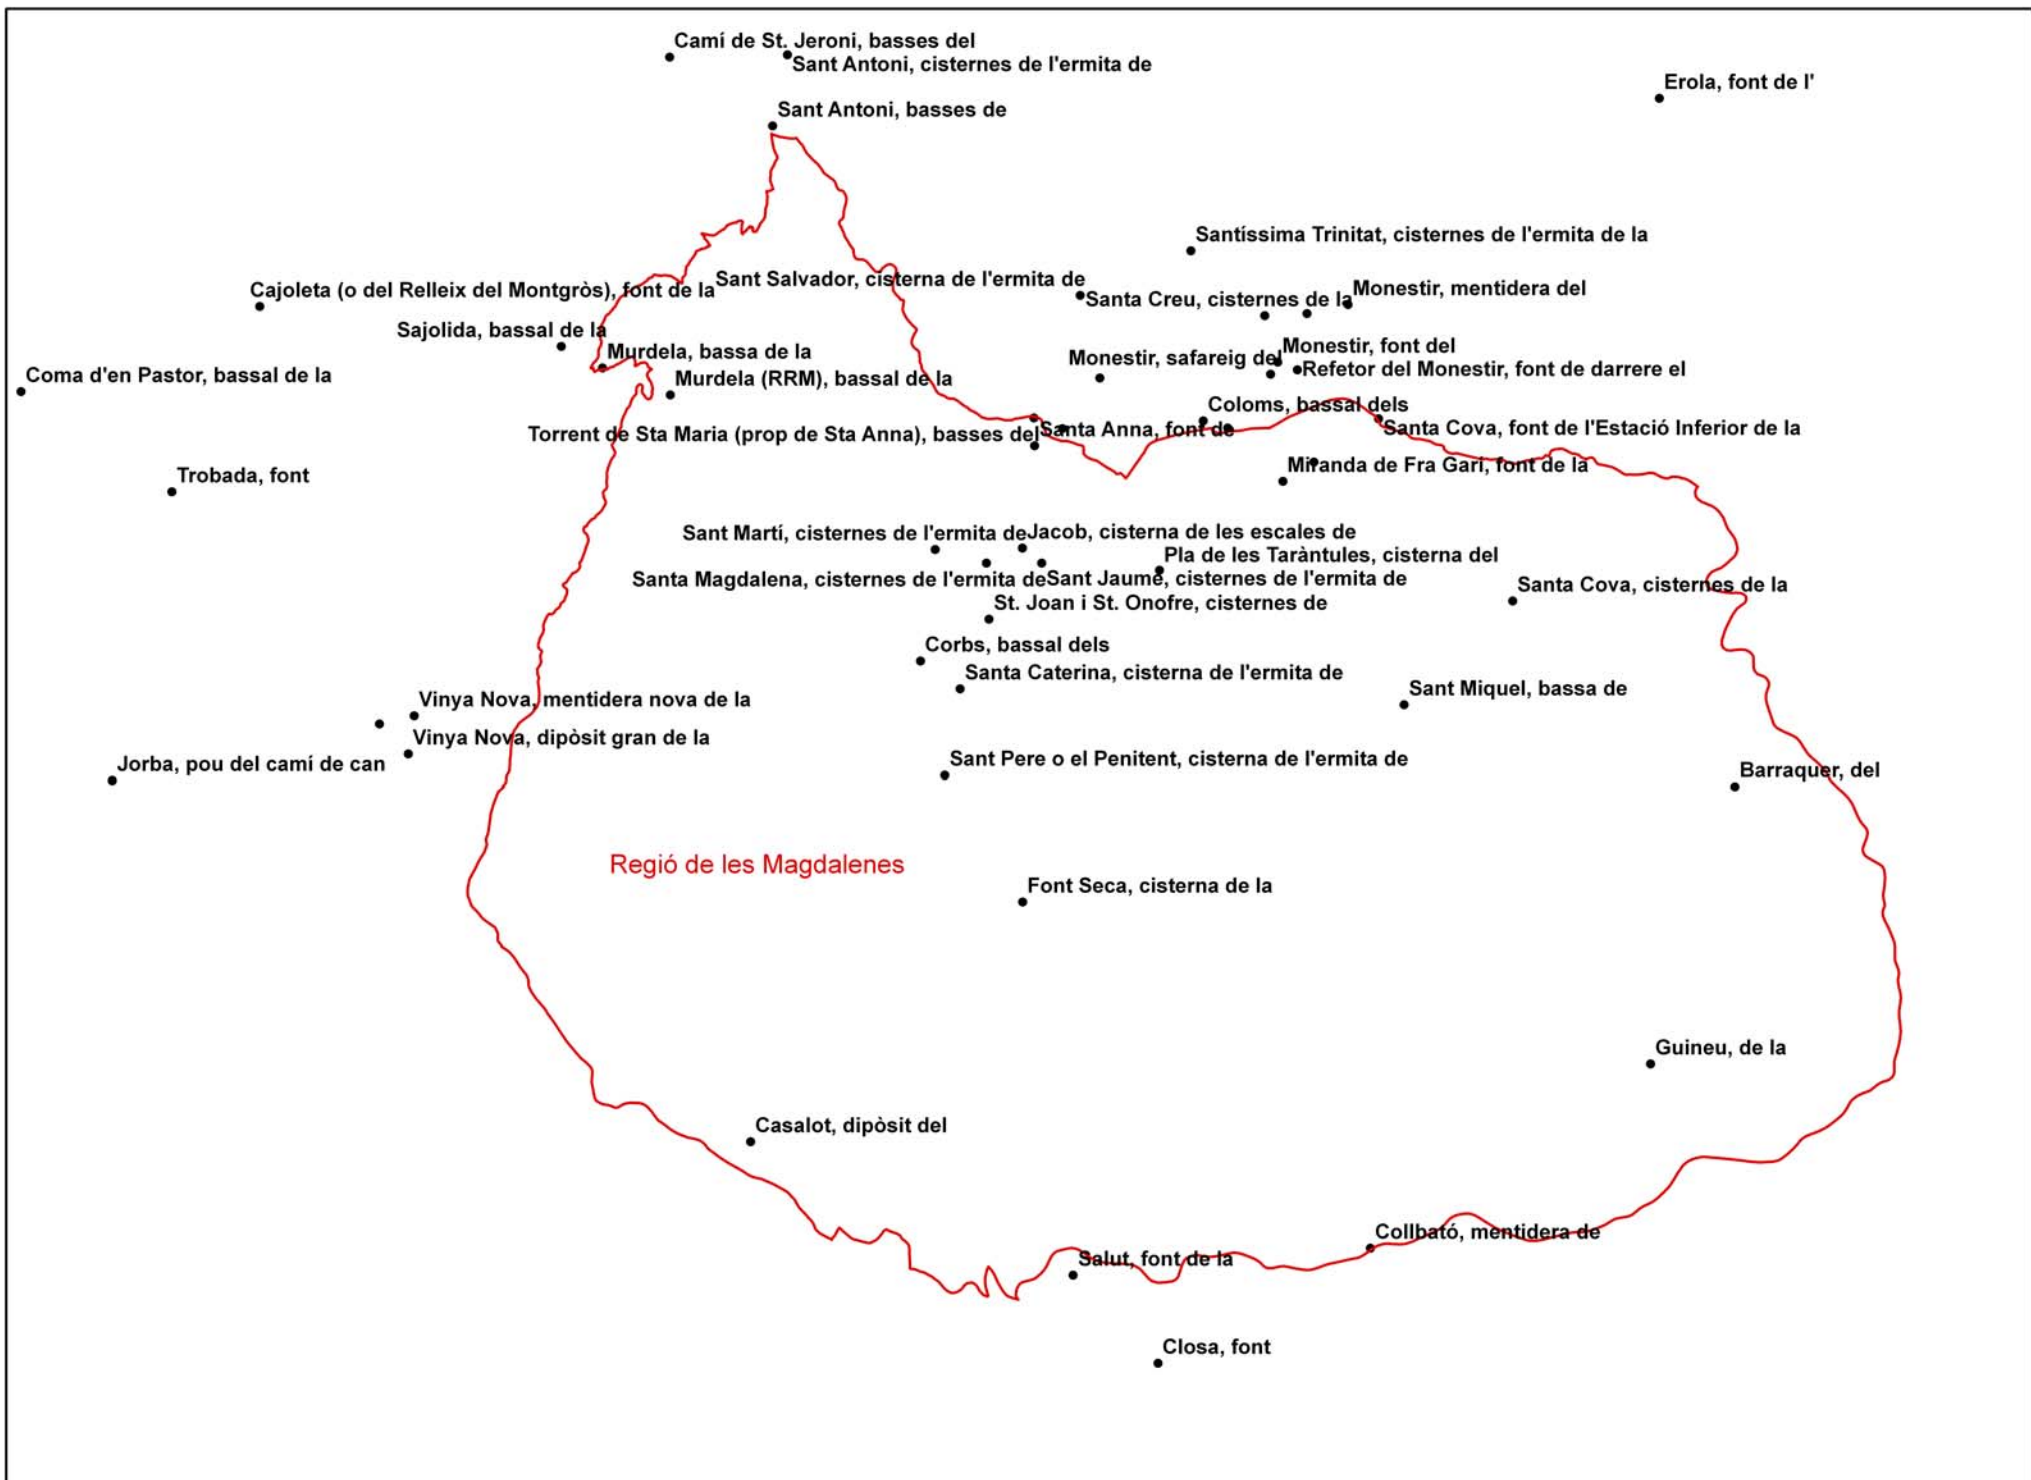 Camí de St. Jeroni, basses del
Sant Antoni, cisternes de l'ermita de
Erola, font de l'
Sant Antoni, basses de
Santíssima Trinitat, cisternes de l'ermita de la
Sant Salvador, cisterna de l'ermita de
Cajoleta (o del Relleix del Montgròs), font de la
Santa Creu, cisternes de la
Monestir, mentidera del
Sajolida, bassal de la
Murdela, bassa de la
Monestir, safareig del
Monestir, font del
Refetor del Monestir, font de darrere el
Coma d'en Pastor, bassal de la
Murdela (RRM), bassal de la
Coloms, bassal dels
Torrent de Sta Maria (prop de Sta Anna), basses del
Santa Anna, font de
Santa Cova, font de l'Estació Inferior de la
Miranda de Fra Garí, font de la
Trobada, font
Sant Martí, cisternes de l'ermita de
Jacob, cisterna de les escales de
Pla de les Taràntules, cisterna del
Santa Magdalena, cisternes de l'ermita de
Sant Jaume, cisternes de l'ermita de
Santa Cova, cisternes de la
St. Joan i St. Onofre, cisternes de
Corbs, bassal dels
Santa Caterina, cisterna de l'ermita de
Sant Miquel, bassa de
Vinya Nova, mentidera nova de la
Vinya Nova, dipòsit gran de la
Jorba, pou del camí de can
Sant Pere o el Penitent, cisterna de l'ermita de
Barraquer, del
Regió de les Magdalenes
Font Seca, cisterna de la
Guineu, de la
Casalot, dipòsit del
Collbató, mentidera de
Salut, font de la
Closa, font